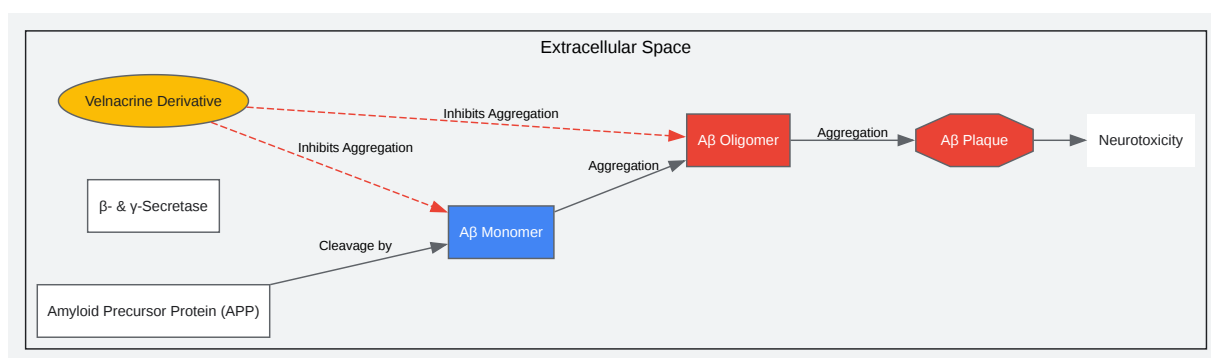 Extracellular Space
Velnacrine Derivative
Inhibits Aggregation
Inhibits Aggregation
Aβ Oligomer
Aggregation
Aβ Plaque
Neurotoxicity
Aggregation
β- & γ-Secretase
Aβ Monomer
Cleavage by
Amyloid Precursor Protein (APP)